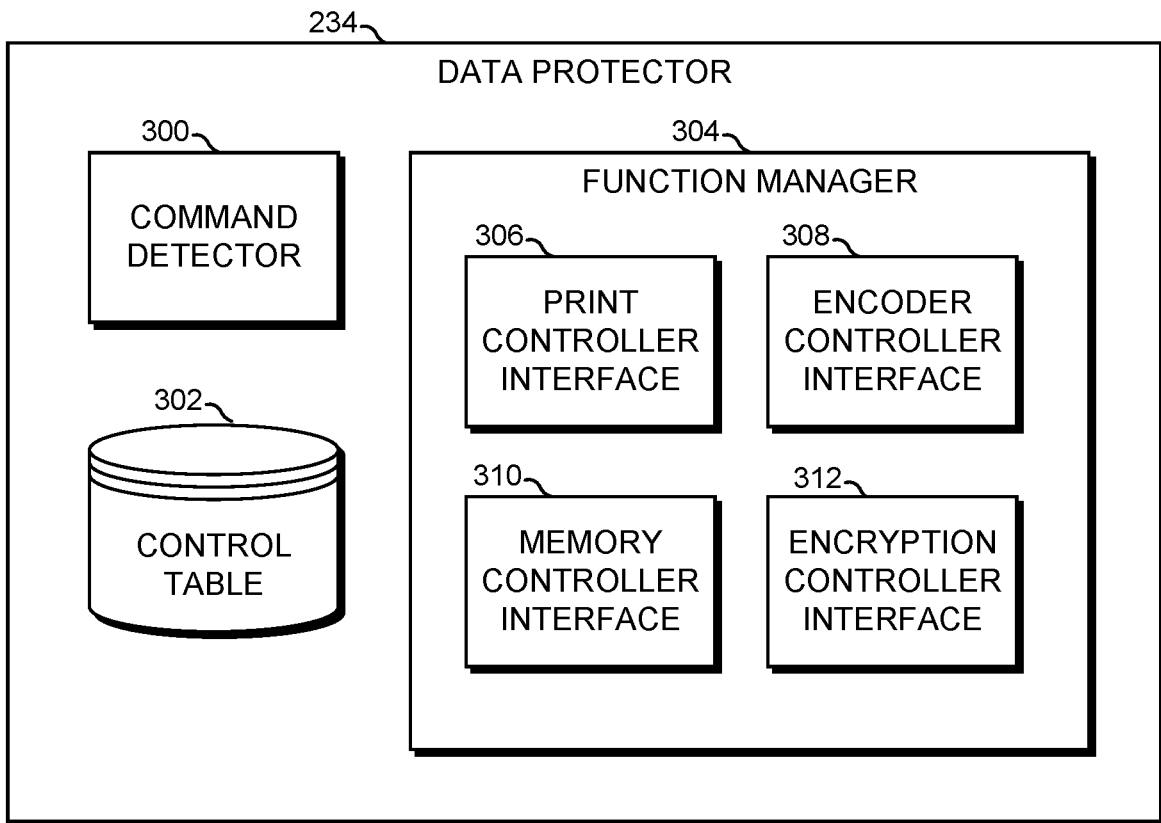 234
DATA PROTECTOR
300
COMMAND
DETECTOR
302
CONTROL
TABLE
304
FUNCTION MANAGER
306
PRINT
CONTROLLER
INTERFACE
308
ENCODER
CONTROLLER
INTERFACE
310
MEMORY
CONTROLLER
INTERFACE
312
ENCRYPTION
CONTROLLER
INTERFACE